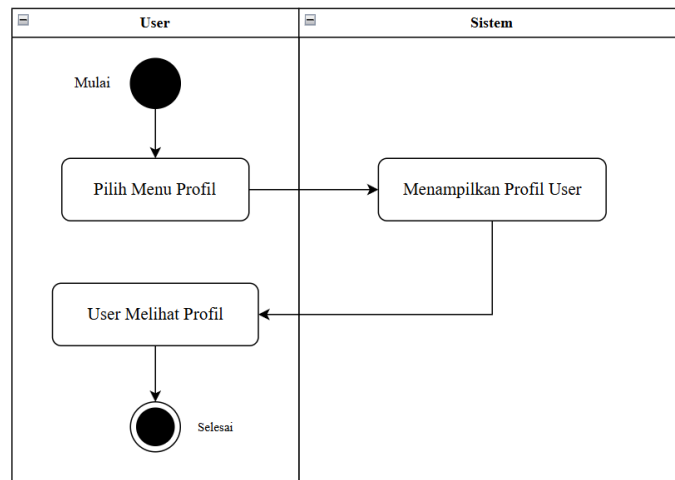 User
Sistem
Mulai
Pilih Menu Profil
Menampilkan Profil User
User Melihat Profil
Selesai